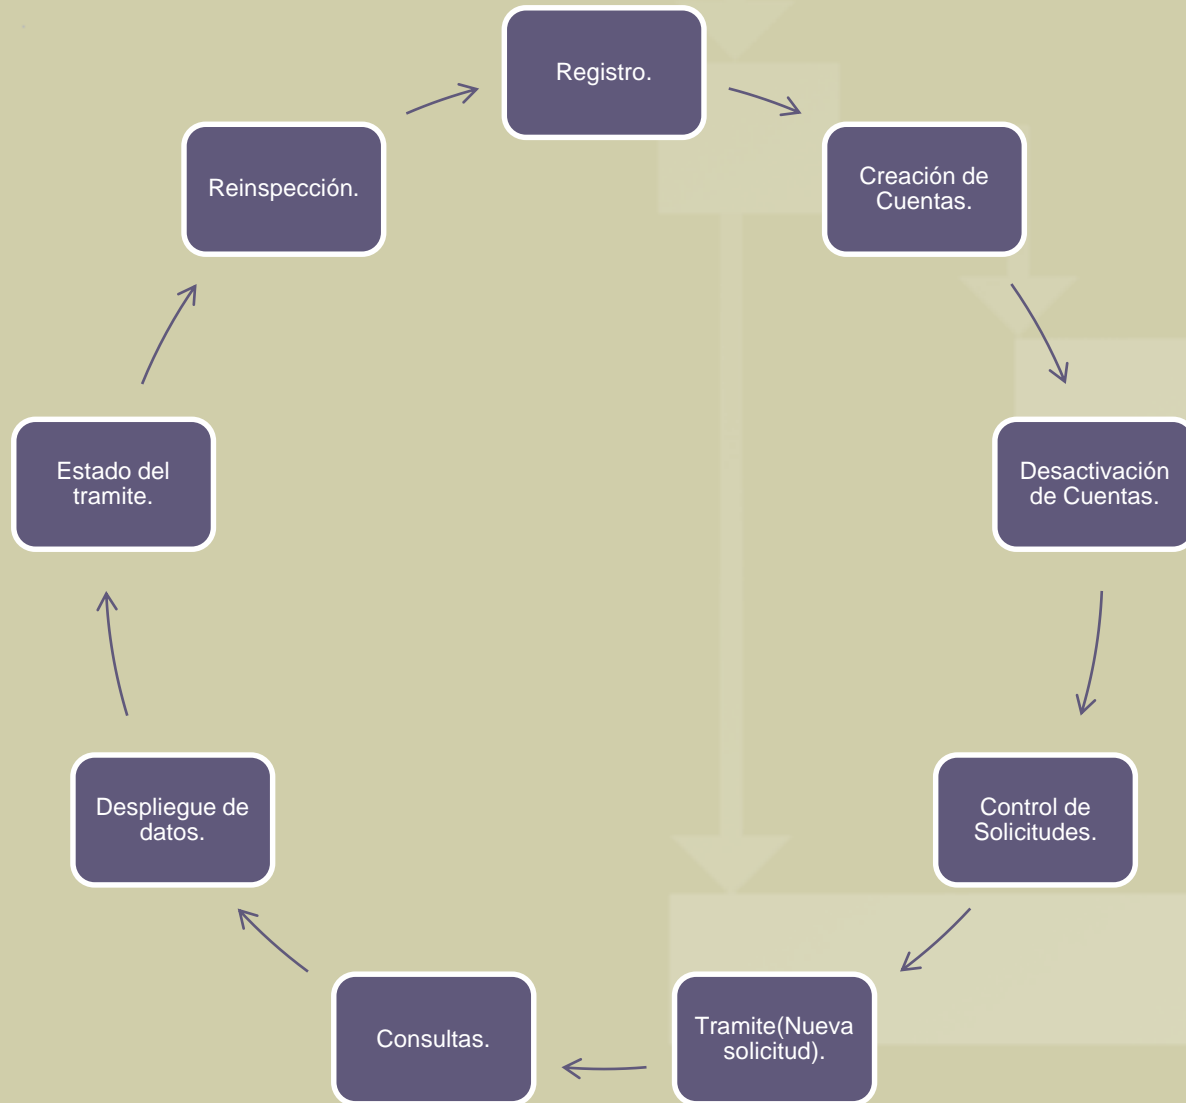 Registro.
Creación de
Cuentas.
Desactivación
de Cuentas.
Control de
Solicitudes.
Tramite(Nueva
solicitud).
Consultas.
Despliegue de
datos.
Estado del
tramite.
Reinspección.